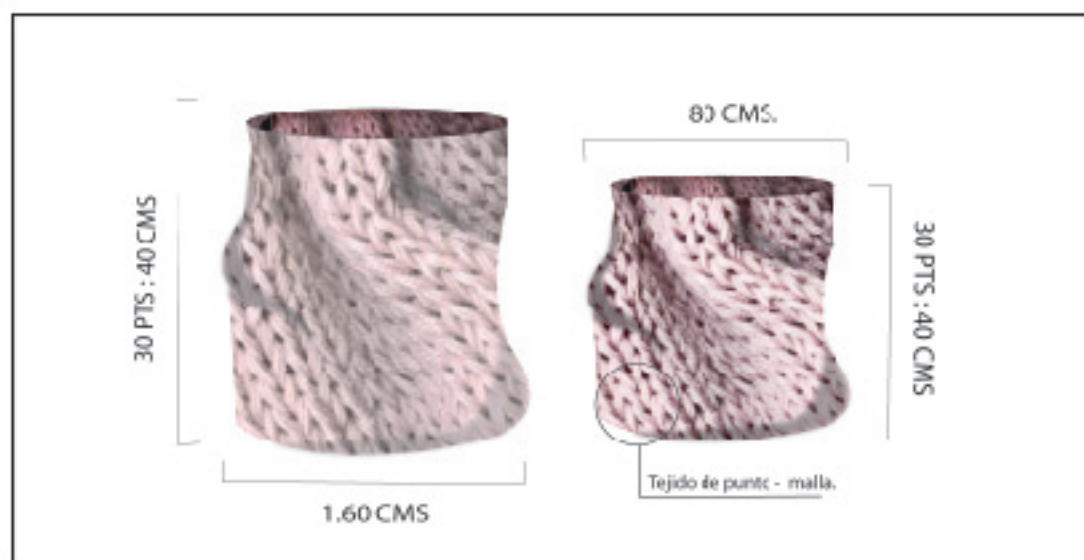 80 CMS.
30 PTS : 40 CMS
30 PTS : 40 CMS
1.60 CMS
Tejido de punto - malla.